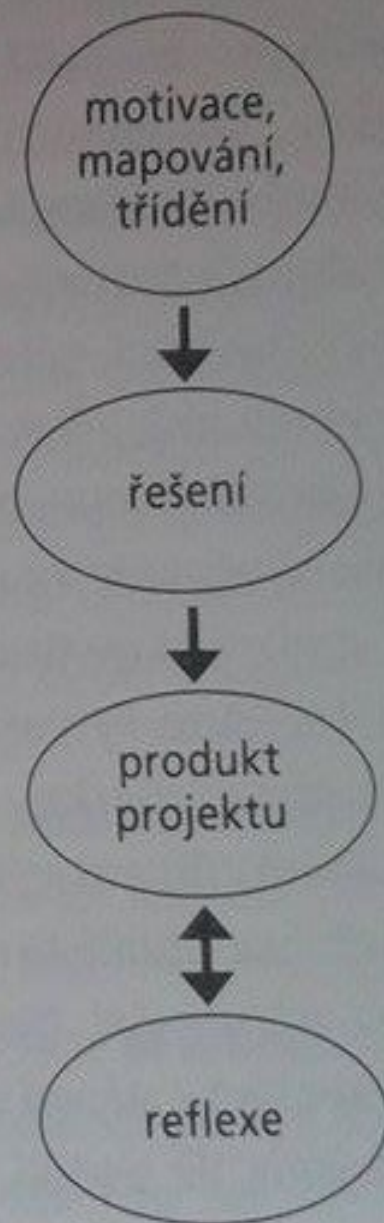 motivace,
mapování,
třídění
řešení
produkt
projektu
reflexe